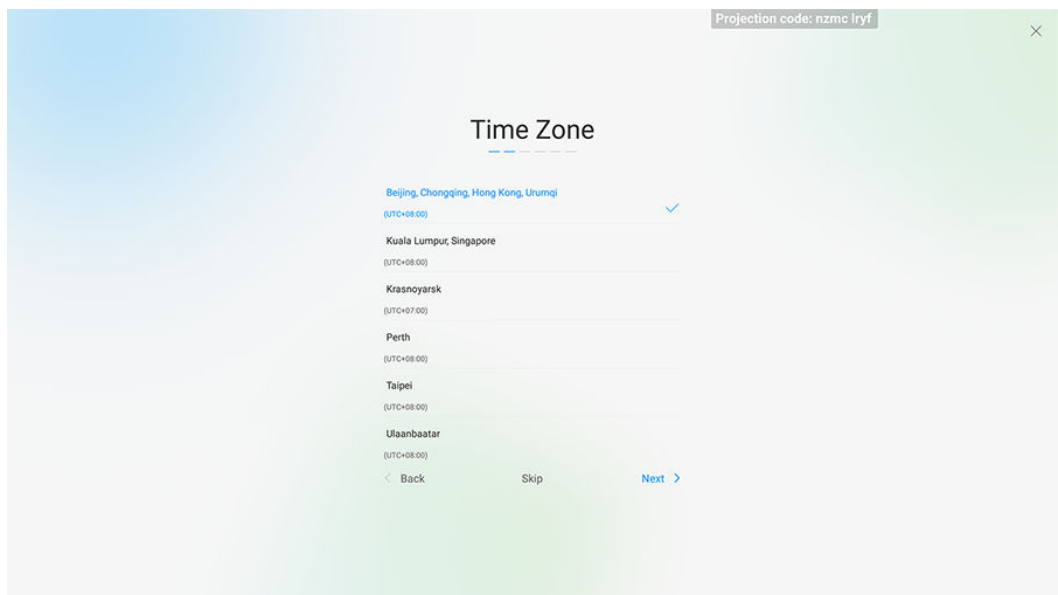 Projection code: nzmc lryf
Time Zone
Beijing, Chongqing, Hong Kong, Urumqi
(UTC+08:00)
Kuala Lumpur, Singapore
(UTC+08:00)
Krasnoyarsk
(UTC+07:00)
Perth
(UTC+08:00)
Taipei
(UTC+08:00)
Ulaanbaatar
(UTC+08:00)
Back Skip Next